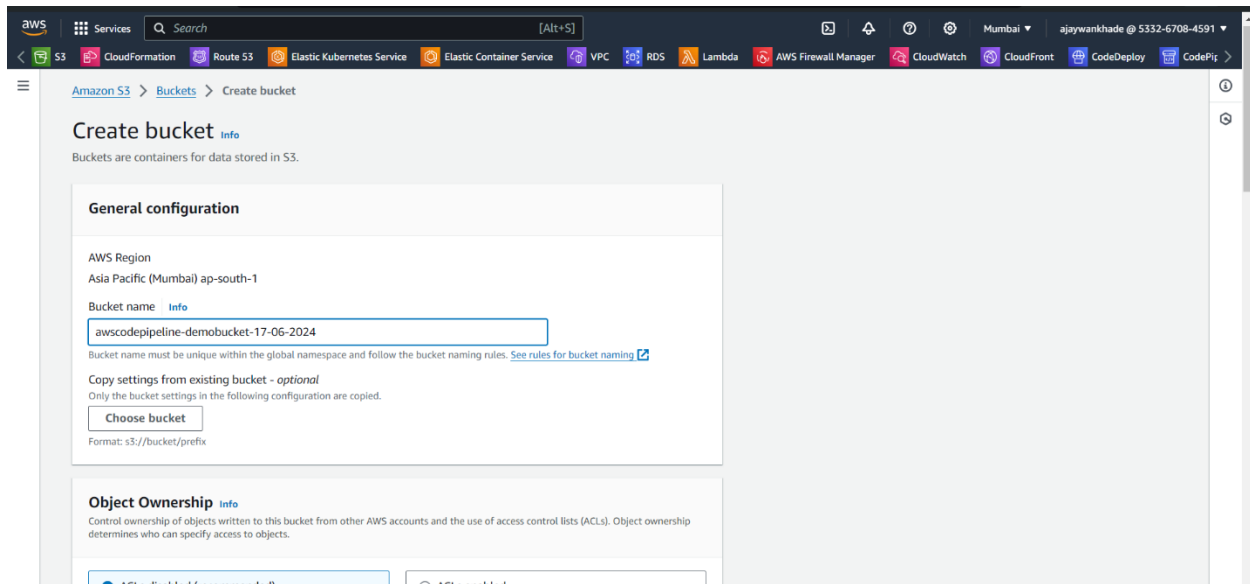 aws Services Search [Alt+S] Mumbai ▼ ajaywankhade @ 5332-6708-4591 ▼
S3 CloudFormation Route 53 Elastic Kubernetes Service Elastic Container Service VPC RDS Lambda AWS Firewall Manager CloudWatch CloudFront CodeDeploy CodePip
Amazon S3 > Buckets > Create bucket
Create bucket Info
Buckets are containers for data stored in S3.
General configuration
AWS Region
Asia Pacific (Mumbai) ap-south-1
Bucket name Info
awscodepipeline-demobucket-17-06-2024
Bucket name must be unique within the global namespace and follow the bucket naming rules. See rules for bucket naming
Copy settings from existing bucket - optional
Only the bucket settings in the following configuration are copied.
Choose bucket
Format: s3://bucket/prefix
Object Ownership Info
Control ownership of objects written to this bucket from other AWS accounts and the use of access control lists (ACLs). Object ownership
determines who can specify access to objects.